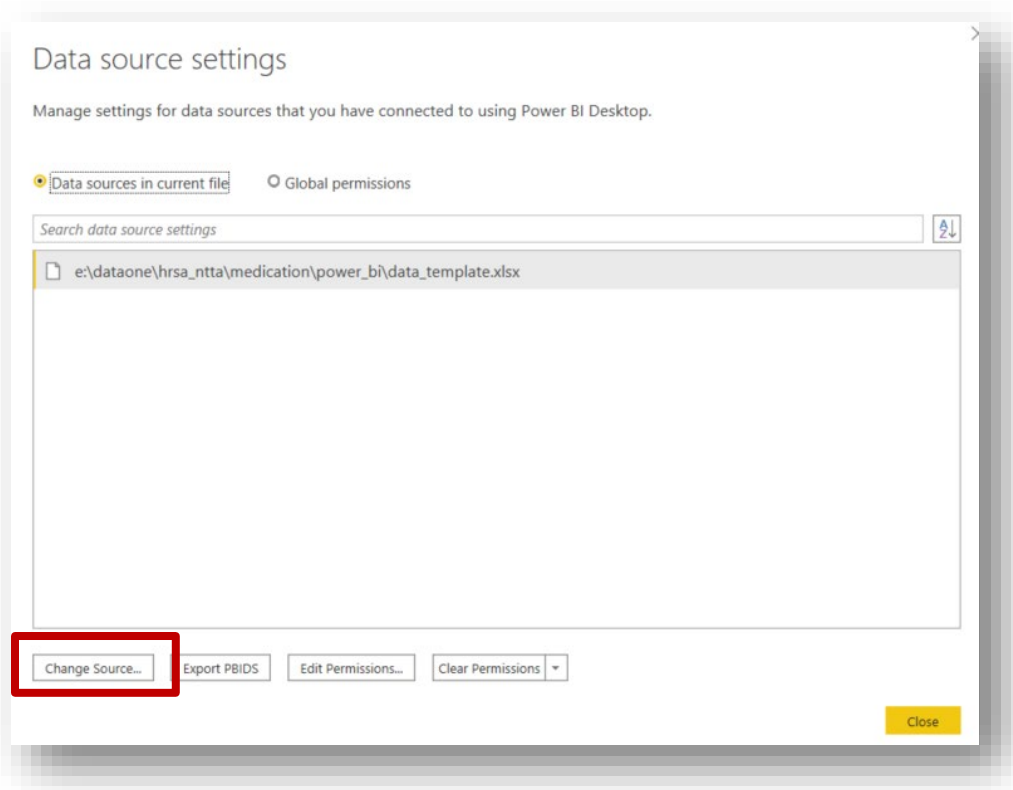 Data source settings
Manage settings for data sources that you have connected to using Power BI Desktop.
Data sources in current file
Global permissions
Search data source settings
A
Z
e:\dataone\hrsa_ntta\medication\power_bi\data_template.xlsx
Change Source...
Export PBIDS
Edit Permissions...
Clear Permissions
Close